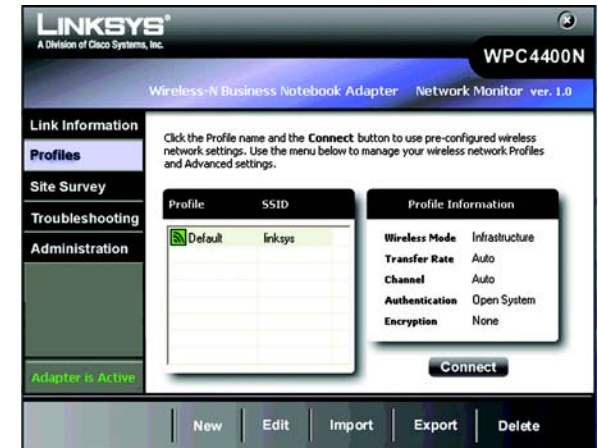 LINKSYS®
A Division of Cisco Systems, Inc.
WPC4400N
Wireless-N Business Notebook Adapter Network Monitor ver. 1.0
Link Information
Profiles
Site Survey
Troubleshooting
Administration
Adapter is Active
Click the Profile name and the Connect button to use pre-configured wireless
network settings. Use the menu below to manage your wireless network Profiles
and Advanced settings.
Profile SSID
Default linksys
Profile Information
Wireless Mode Infrastructure
Transfer Rate Auto
Channel Auto
Authentication Open System
Encryption None
Connect
New Edit Import Export Delete